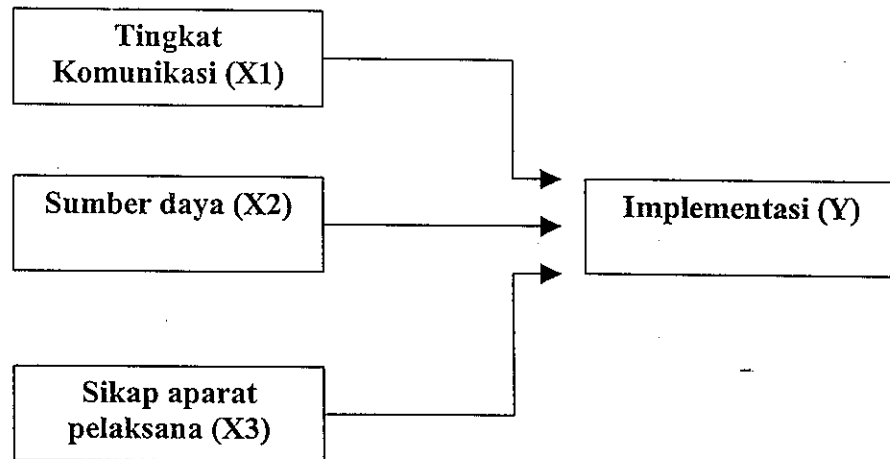 Tingkat
Komunikasi (X1)
Sumber daya (X2)
Implementasi (Y)
Sikap aparat
pelaksana (X3)